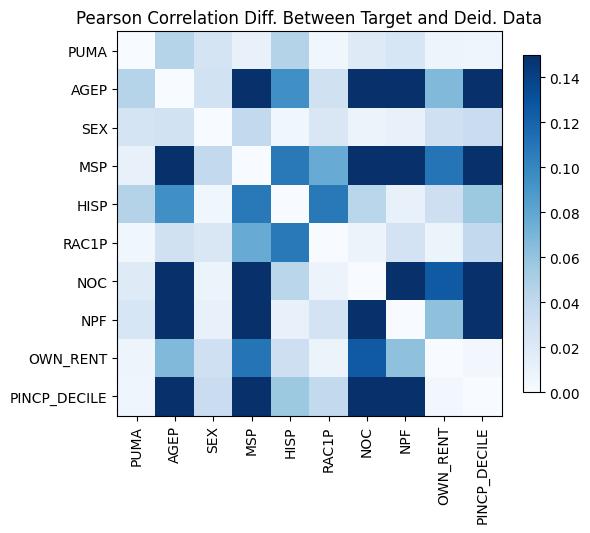 Pearson Correlation Diff. Between Target and Deid. Data
PUMA
AGEP
SEX
MSP
HISP
RAC1P
NOC
NPF
OWN_RENT
PINCP_DECILE
PUMA
AGEP
SEX
MSP
HISP
RAC1P
NOC
NPF
OWN_RENT
PINCP_DECILE
0.14
0.12
0.10
0.08
0.06
0.04
0.02
0.00